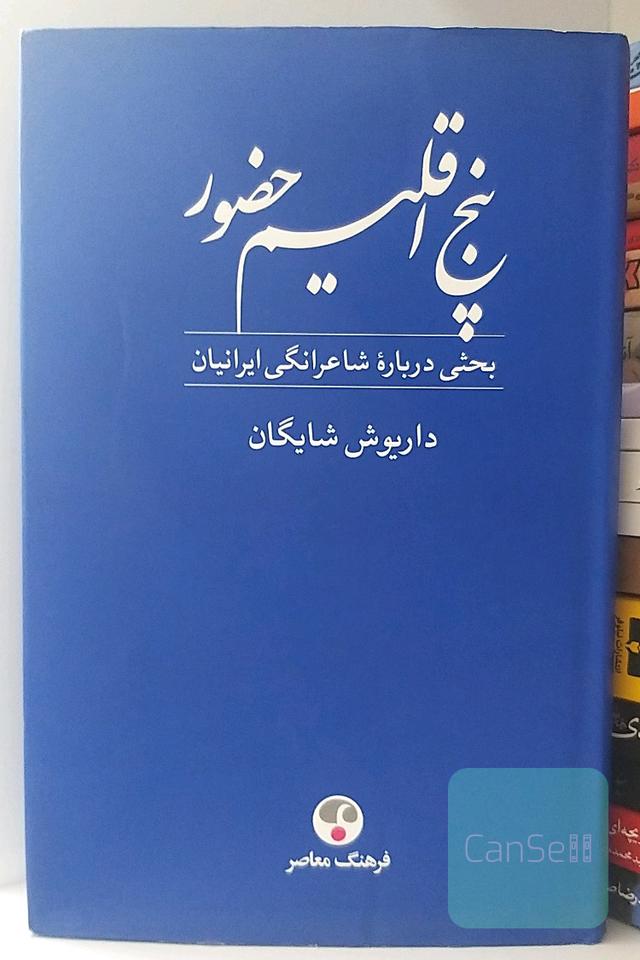 پنج اقلیم حضور
بحثی دربارهٔ شاعرانگی ایرانیان
داریوش شایگان
فرهنگ معاصر
CanSell